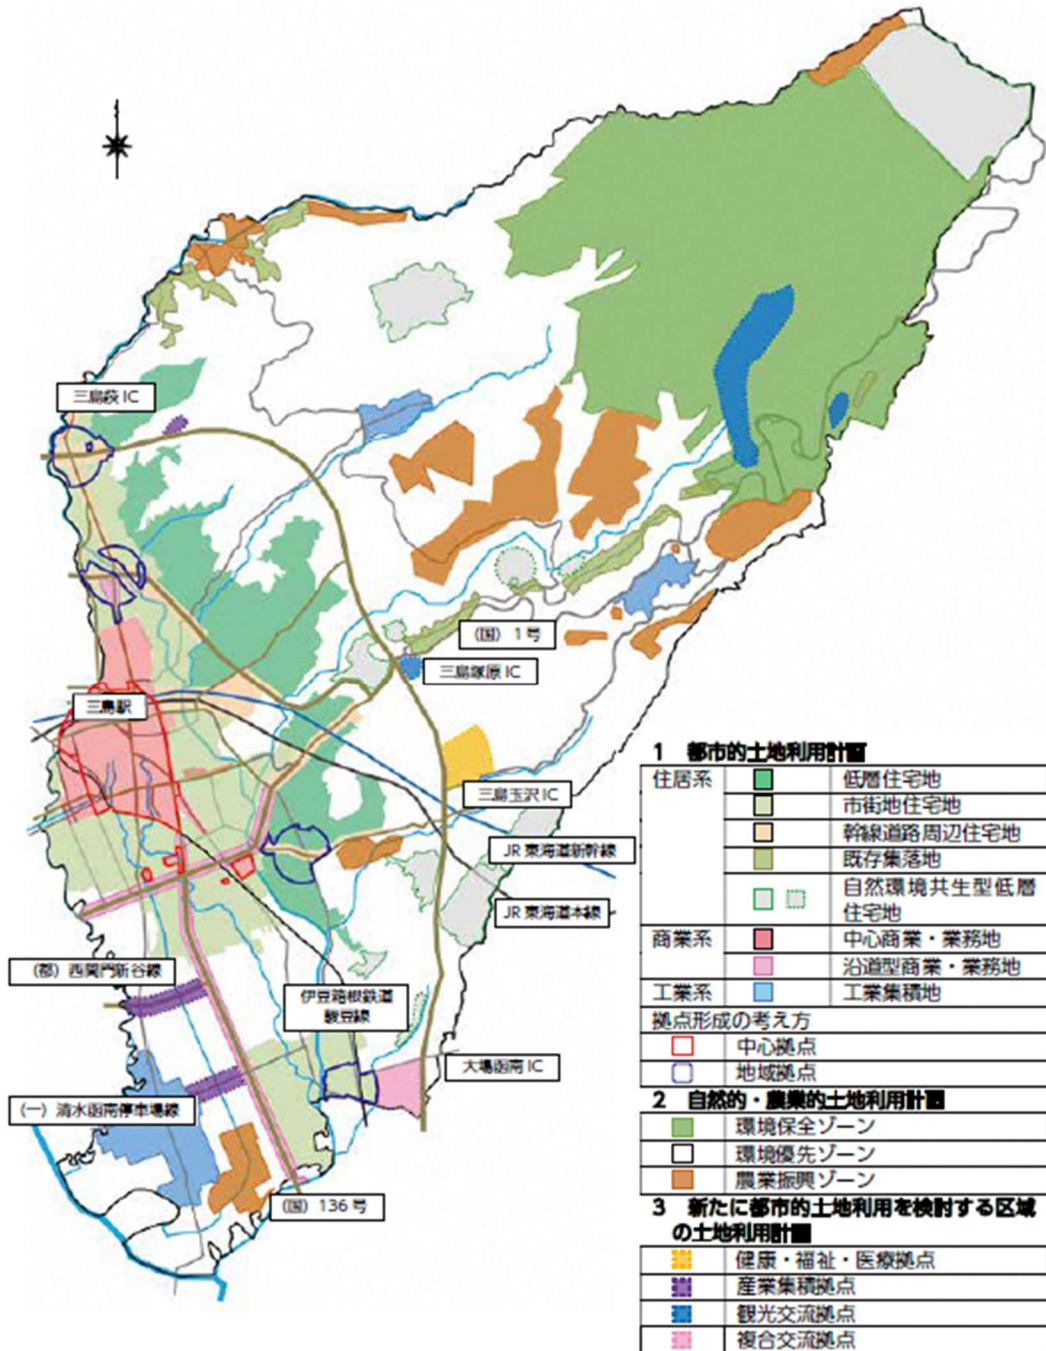 三島萩IC
(国) 1号
三島塚原IC
三島駅
三島玉沢IC
JR東海道新幹線
JR東海道本線
(都) 西間門新谷線
伊豆箱根鉄道
駿豆線
大場函南IC
(一) 清水函南停車場線
(国) 136号
1 都市的土地利用計画
住居系
低層住宅地
市街地住宅地
幹線道路周辺住宅地
既存集落地
自然環境共生型低層
住宅地
商業系
中心商業・業務地
沿道型商業・業務地
工業系
工業集積地
拠点形成の考え方
中心拠点
地域拠点
2 自然的・農業的土地利用計画
環境保全ゾーン
環境優先ゾーン
農業振興ゾーン
3 新たに都市的土地利用を検討する区域
の土地利用計画
健康・福祉・医療拠点
産業集積拠点
観光交流拠点
複合交流拠点